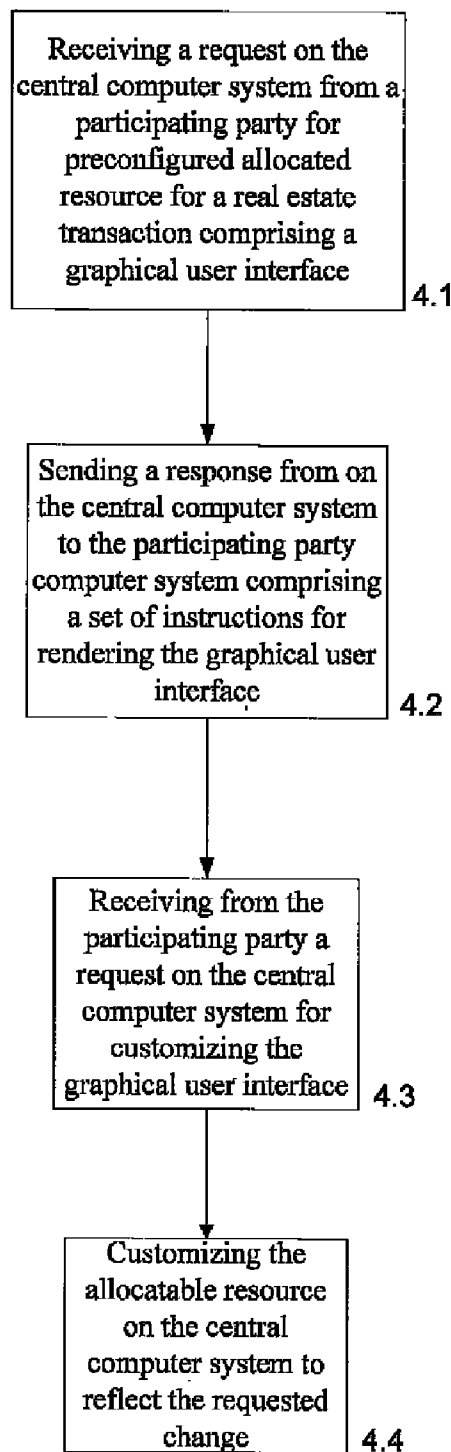 Receiving a request on the
central computer system from a
participating party for
preconfigured allocated
resource for a real estate
transaction comprising a
graphical user interface
4.1
Sending a response from on
the central computer system
to the participating party
computer system comprising
a set of instructions for
rendering the graphical user
interface
4.2
Receiving from the
participating party a
request on the central
computer system for
customizing the
graphical user interface
4.3
Customizing the
allocatable resource
on the central
computer system to
reflect the requested
change
4.4